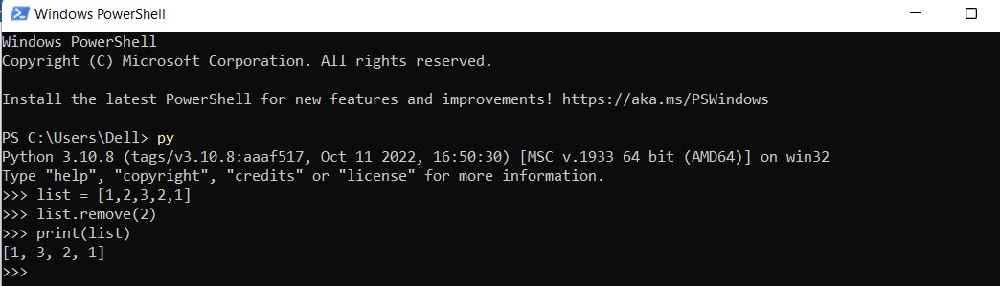 Windows PowerShell
Windows PowerShell
Copyright (C) Microsoft Corporation. All rights reserved.
Install the latest PowerShell for new features and improvements! https://aka.ms/PSWindows
PS C:\Users\Dell> py
Python 3.10.8 (tags/v3.10.8:aaaf517, Oct 11 2022, 16:50:30) [MSC v.1933 64 bit (AMD64)] on win32
Type "help", "copyright", "credits" or "license" for more information.
>>> list = [1,2,3,2,1]
>>> list.remove(2)
>>> print(list)
[1, 3, 2, 1]
>>>